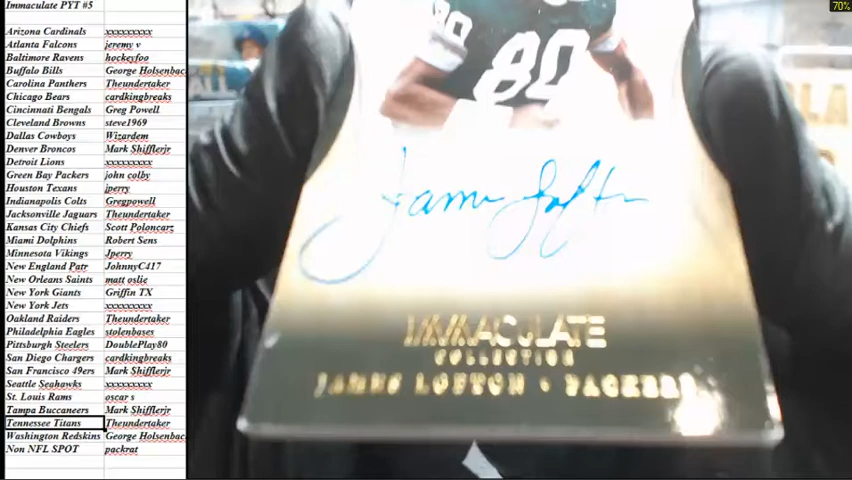 Immaculate PYT #5
Arizona Cardinals xxxxxxxxx
Atlanta Falcons jeremy v
Baltimore Ravens hockeyfoo
Buffalo Bills George Holsenbac
Carolina Panthers Theundertaker
Chicago Bears cardkingbreaks
Cincinnati Bengals Greg Powell
Cleveland Browns steve1969
Dallas Cowboys Wizardem
Denver Broncos Mark Shifflerjr
Detroit Lions xxxxxxxxx
Green Bay Packers john colby
Houston Texans jperry
Indianapolis Colts Gregpowell
Jacksonville Jaguars Theundertaker
Kansas City Chiefs Scott Poloncarz
Miami Dolphins Robert Sens
Minnesota Vikings Jperry
New England Patr JohnnyC417
New Orleans Saints matt oslie
New York Giants Griffin TX
New York Jets xxxxxxxxx
Oakland Raiders Theundertaker
Philadelphia Eagles stolenbases
Pittsburgh Steelers DoublePlay80
San Diego Chargers cardkingbreaks
San Francisco 49ers Mark Shifflerjr
Seattle Seahawks xxxxxxxxx
St. Louis Rams oscar s
Tampa Buccaneers Mark Shifflerjr
Tennessee Titans Theundertaker
Washington Redskins George Holsenbac
Non NFL SPOT packrat
70%
80
80
James Lofton
IMMACULATE
COLLECTION
JAMES LOFTON • PACKERS